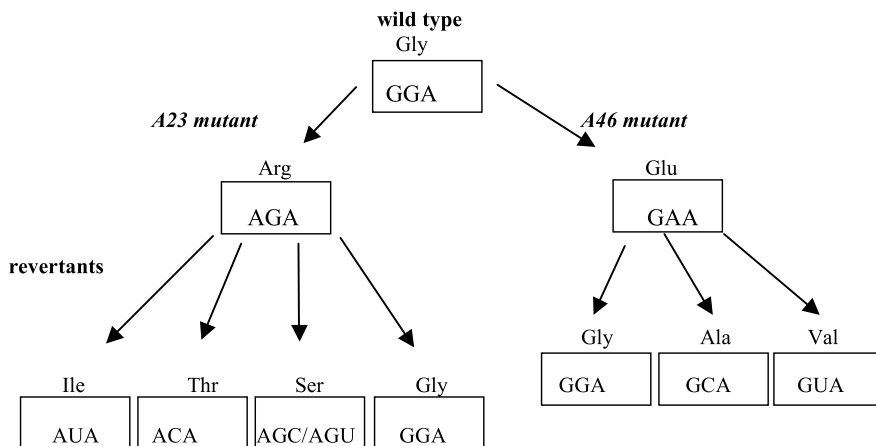 wild type
Gly
GGA
A23 mutant
A46 mutant
Arg
Glu
AGA
GAA
revertants
Gly Ala Val
GGA GCA GUA
Ile Thr Ser Gly
AUA ACA AGC/AGU GGA